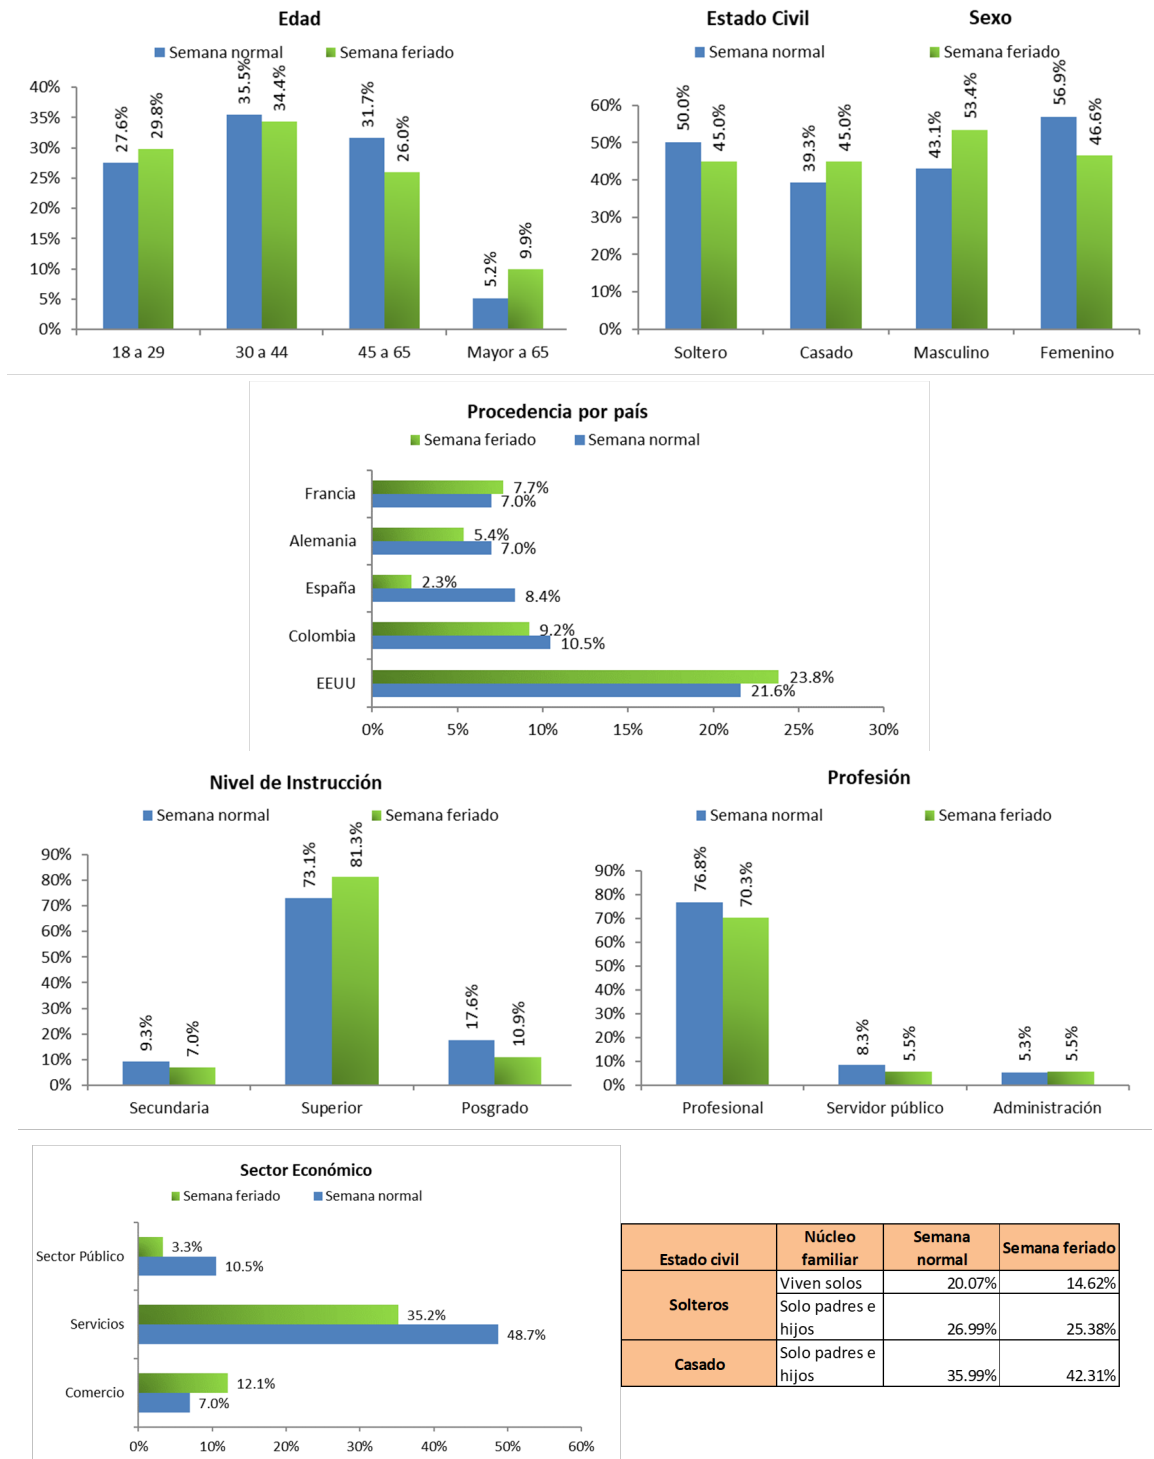 Edad
Semana normal Semana feriado
40%
35%
30%
25%
20%
15%
10%
5%
0%
27.6% 29.8% 35.5% 34.4% 31.7% 26.0% 5.2% 9.9%
18 a 29 30 a 44 45 a 65 Mayor a 65
Estado Civil Sexo
Semana normal Semana feriado
60%
50%
40%
30%
20%
10%
0%
50.0% 45.0% 39.3% 45.0% 43.1% 53.4% 56.9% 46.6%
Soltero Casado Masculino Femenino
Procedencia por país
Semana feriado Semana normal
Francia 7.7%
7.0%
Alemania 5.4%
7.0%
España 2.3%
8.4%
Colombia 9.2%
10.5%
EEUU 23.8%
21.6%
0% 5% 10% 15% 20% 25% 30%
Nivel de Instrucción
Semana normal Semana feriado
90%
80%
70%
60%
50%
40%
30%
20%
10%
0%
9.3% 7.0% 73.1% 81.3% 17.6% 10.9%
Secundaria Superior Posgrado
Profesión
Semana normal Semana feriado
90%
80%
70%
60%
50%
40%
30%
20%
10%
0%
76.8% 70.3% 8.3% 5.5% 5.3% 5.5%
Profesional Servidor público Administración
Sector Económico
Semana feriado Semana normal
Sector Público 3.3%
10.5%
Servicios 35.2%
48.7%
Comercio 12.1%
7.0%
0% 10% 20% 30% 40% 50% 60%
Estado civil Núcleo familiar Semana normal Semana feriado
Solteros Viven solos 20.07% 14.62%
Solo padres e hijos 26.99% 25.38%
Casado Solo padres e hijos 35.99% 42.31%